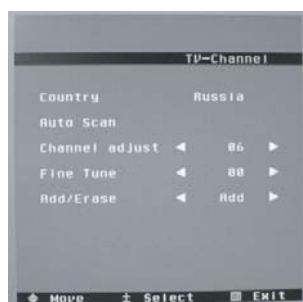 TV-Channel
Country Russia
Auto Scan
Channel adjust ◄ 06 ►
Fine Tune ◄ 00 ►
Add/Erase ◄ Add ►
Move ± Select Exit